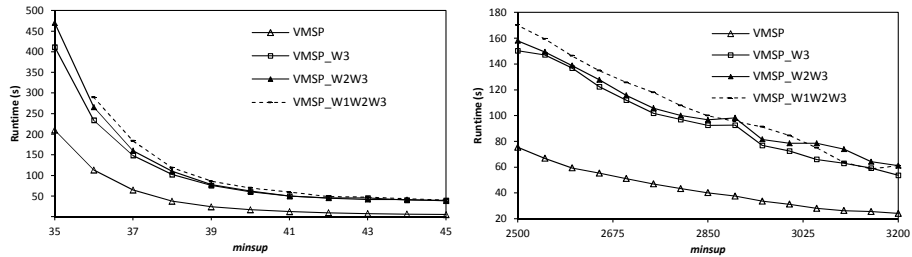 500
450
400
350
300
250
200
150
100
50
Runtime (s)
35
37
39
41
43
45
minsup
VMSP
VMSP_W3
VMSP_W2W3
VMSP_W1W2W3
180
160
140
120
100
80
60
40
20
Runtime (s)
2500
2675
2850
3025
3200
minsup
VMSP
VMSP_W3
VMSP_W2W3
VMSP_W1W2W3